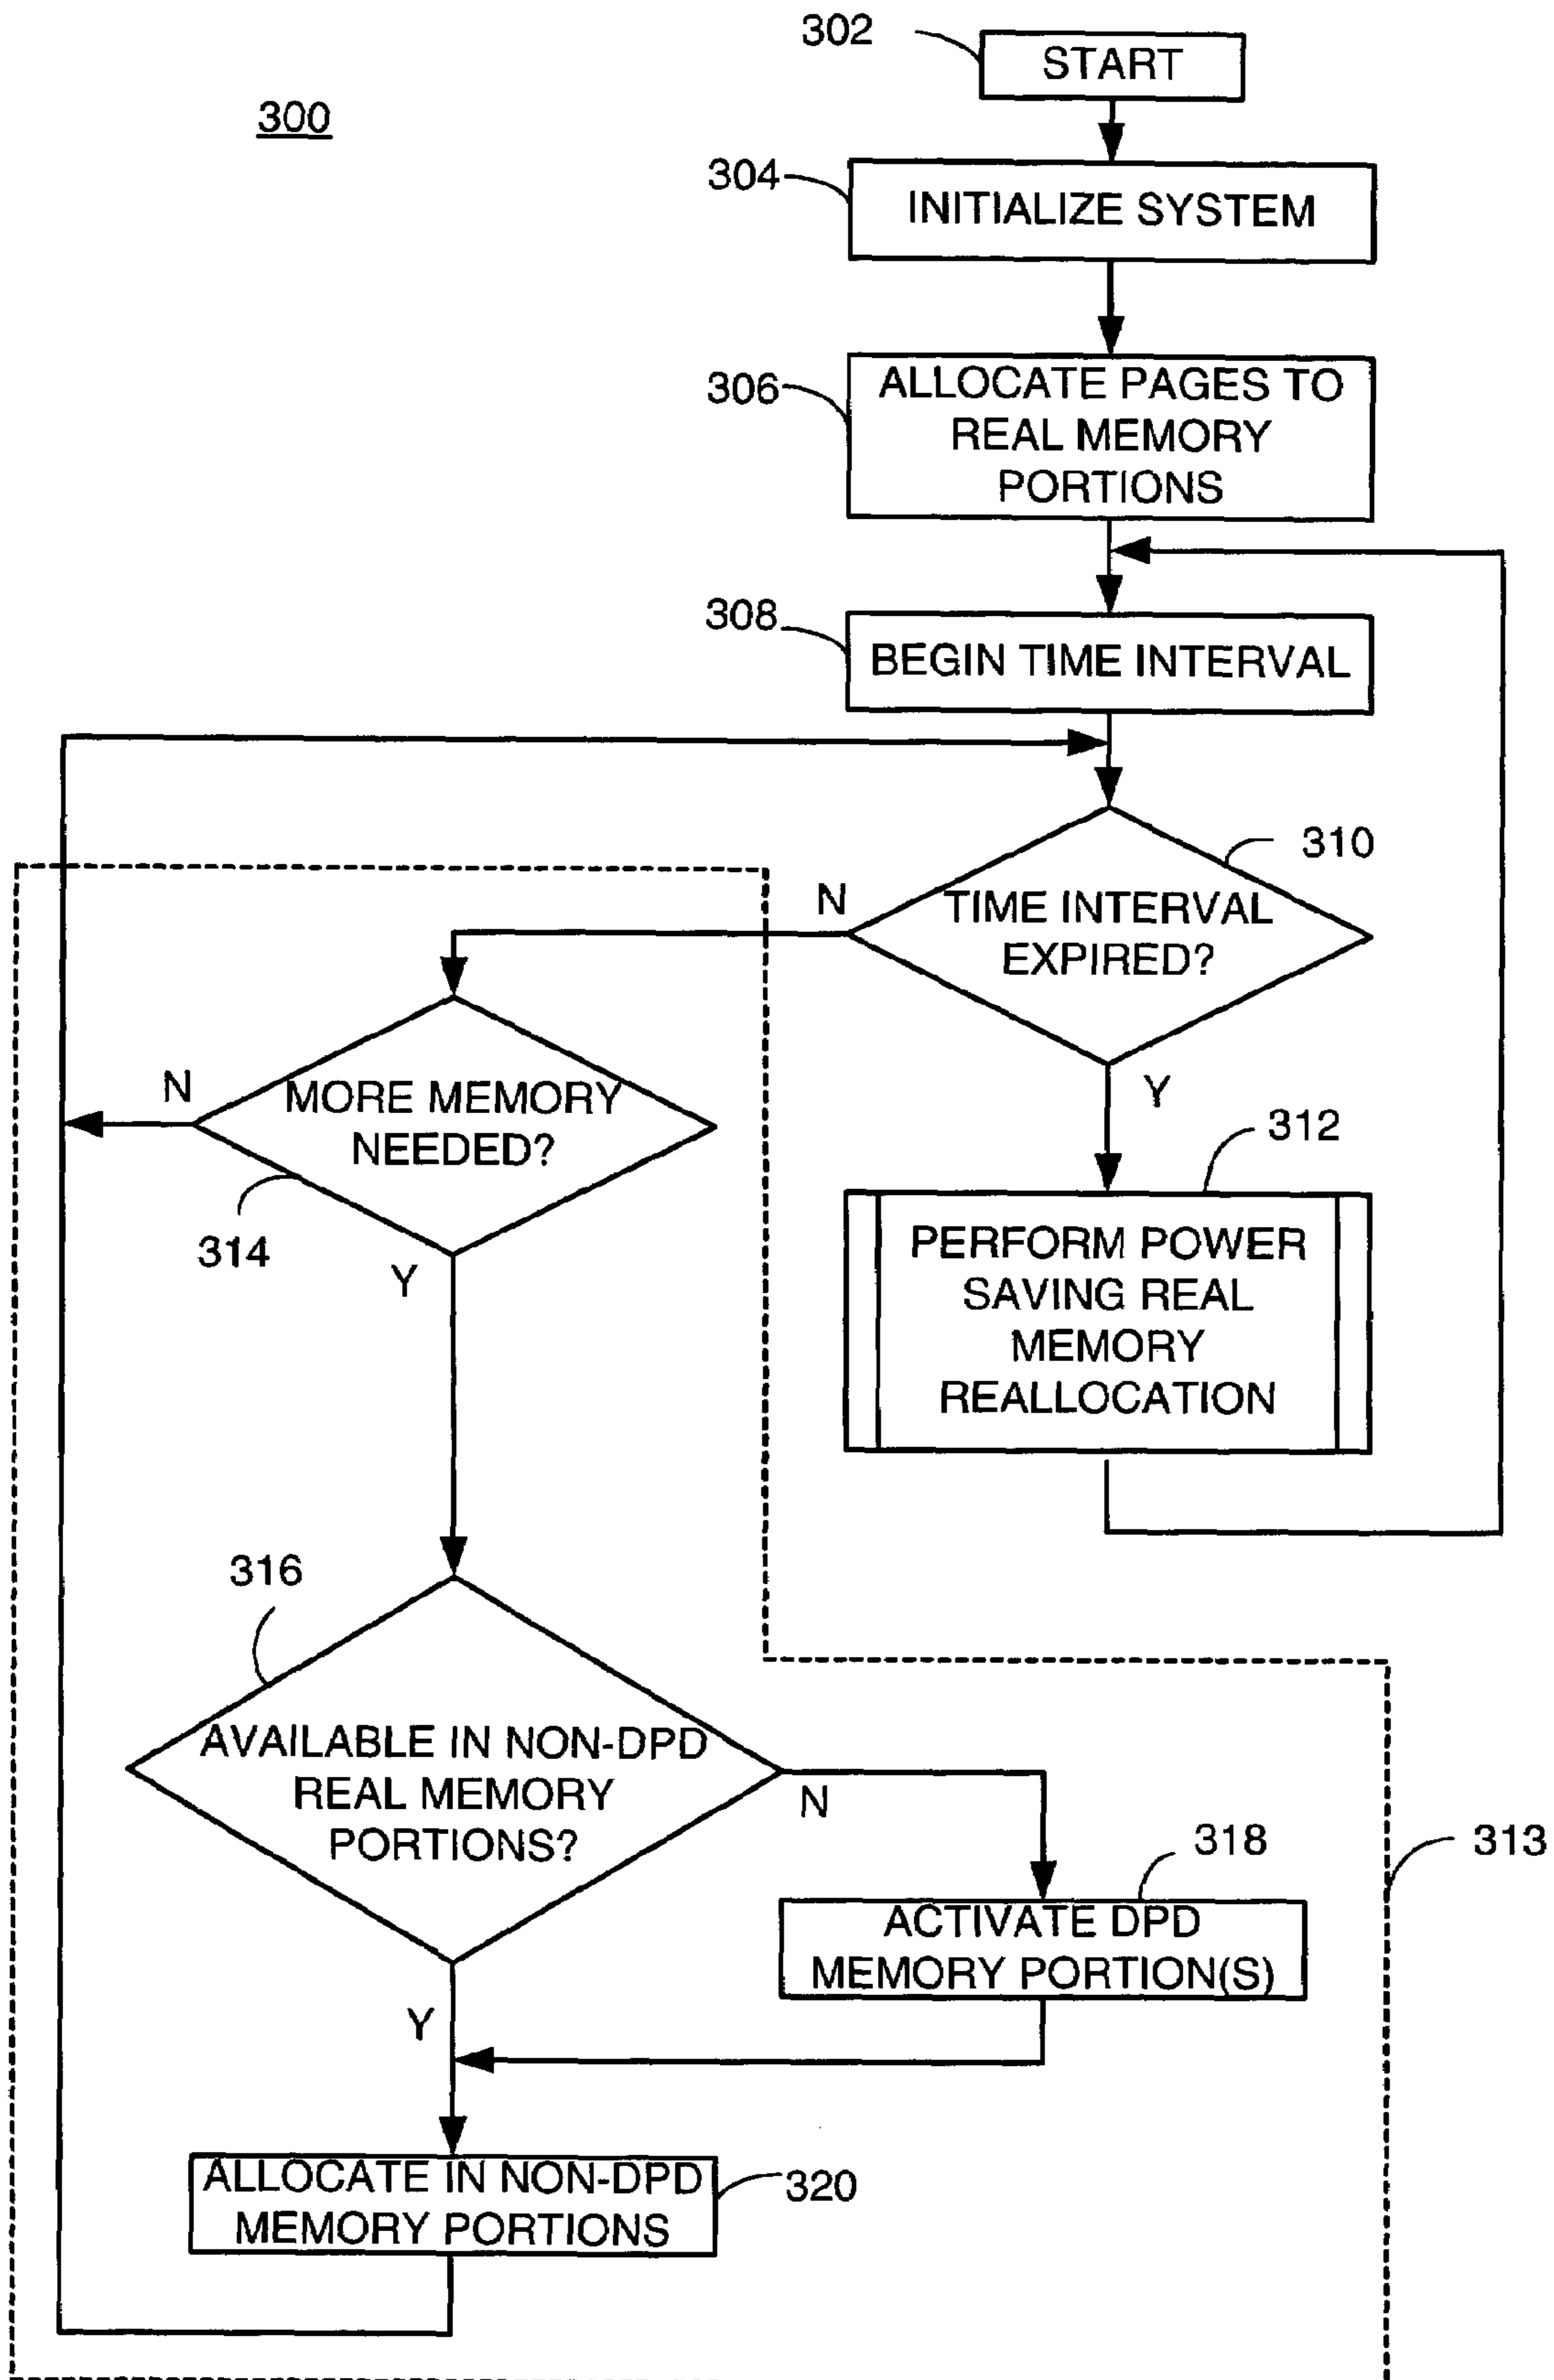 302
START
300
304
INITIALIZE SYSTEM
306
ALLOCATE PAGES TO
REAL MEMORY
PORTIONS
308
BEGIN TIME INTERVAL
310
N
TIME INTERVAL
EXPIRED?
Y
N
MORE MEMORY
NEEDED?
314
Y
312
PERFORM POWER
SAVING REAL
MEMORY
REALLOCATION
316
AVAILABLE IN NON-DPD
REAL MEMORY
PORTIONS?
N
318
313
ACTIVATE DPD
MEMORY PORTION(S)
Y
ALLOCATE IN NON-DPD
MEMORY PORTIONS
320